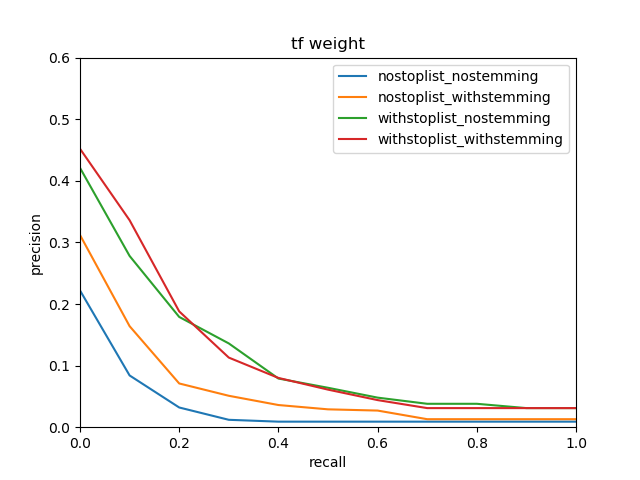 tf weight
0.6
0.5
0.4
0.3
0.2
0.1
0.0
precision
nostoplist_nostemming
nostoplist_withstemming
withstoplist_nostemming
withstoplist_withstemming
0.0 0.2 0.4 0.6 0.8 1.0
recall